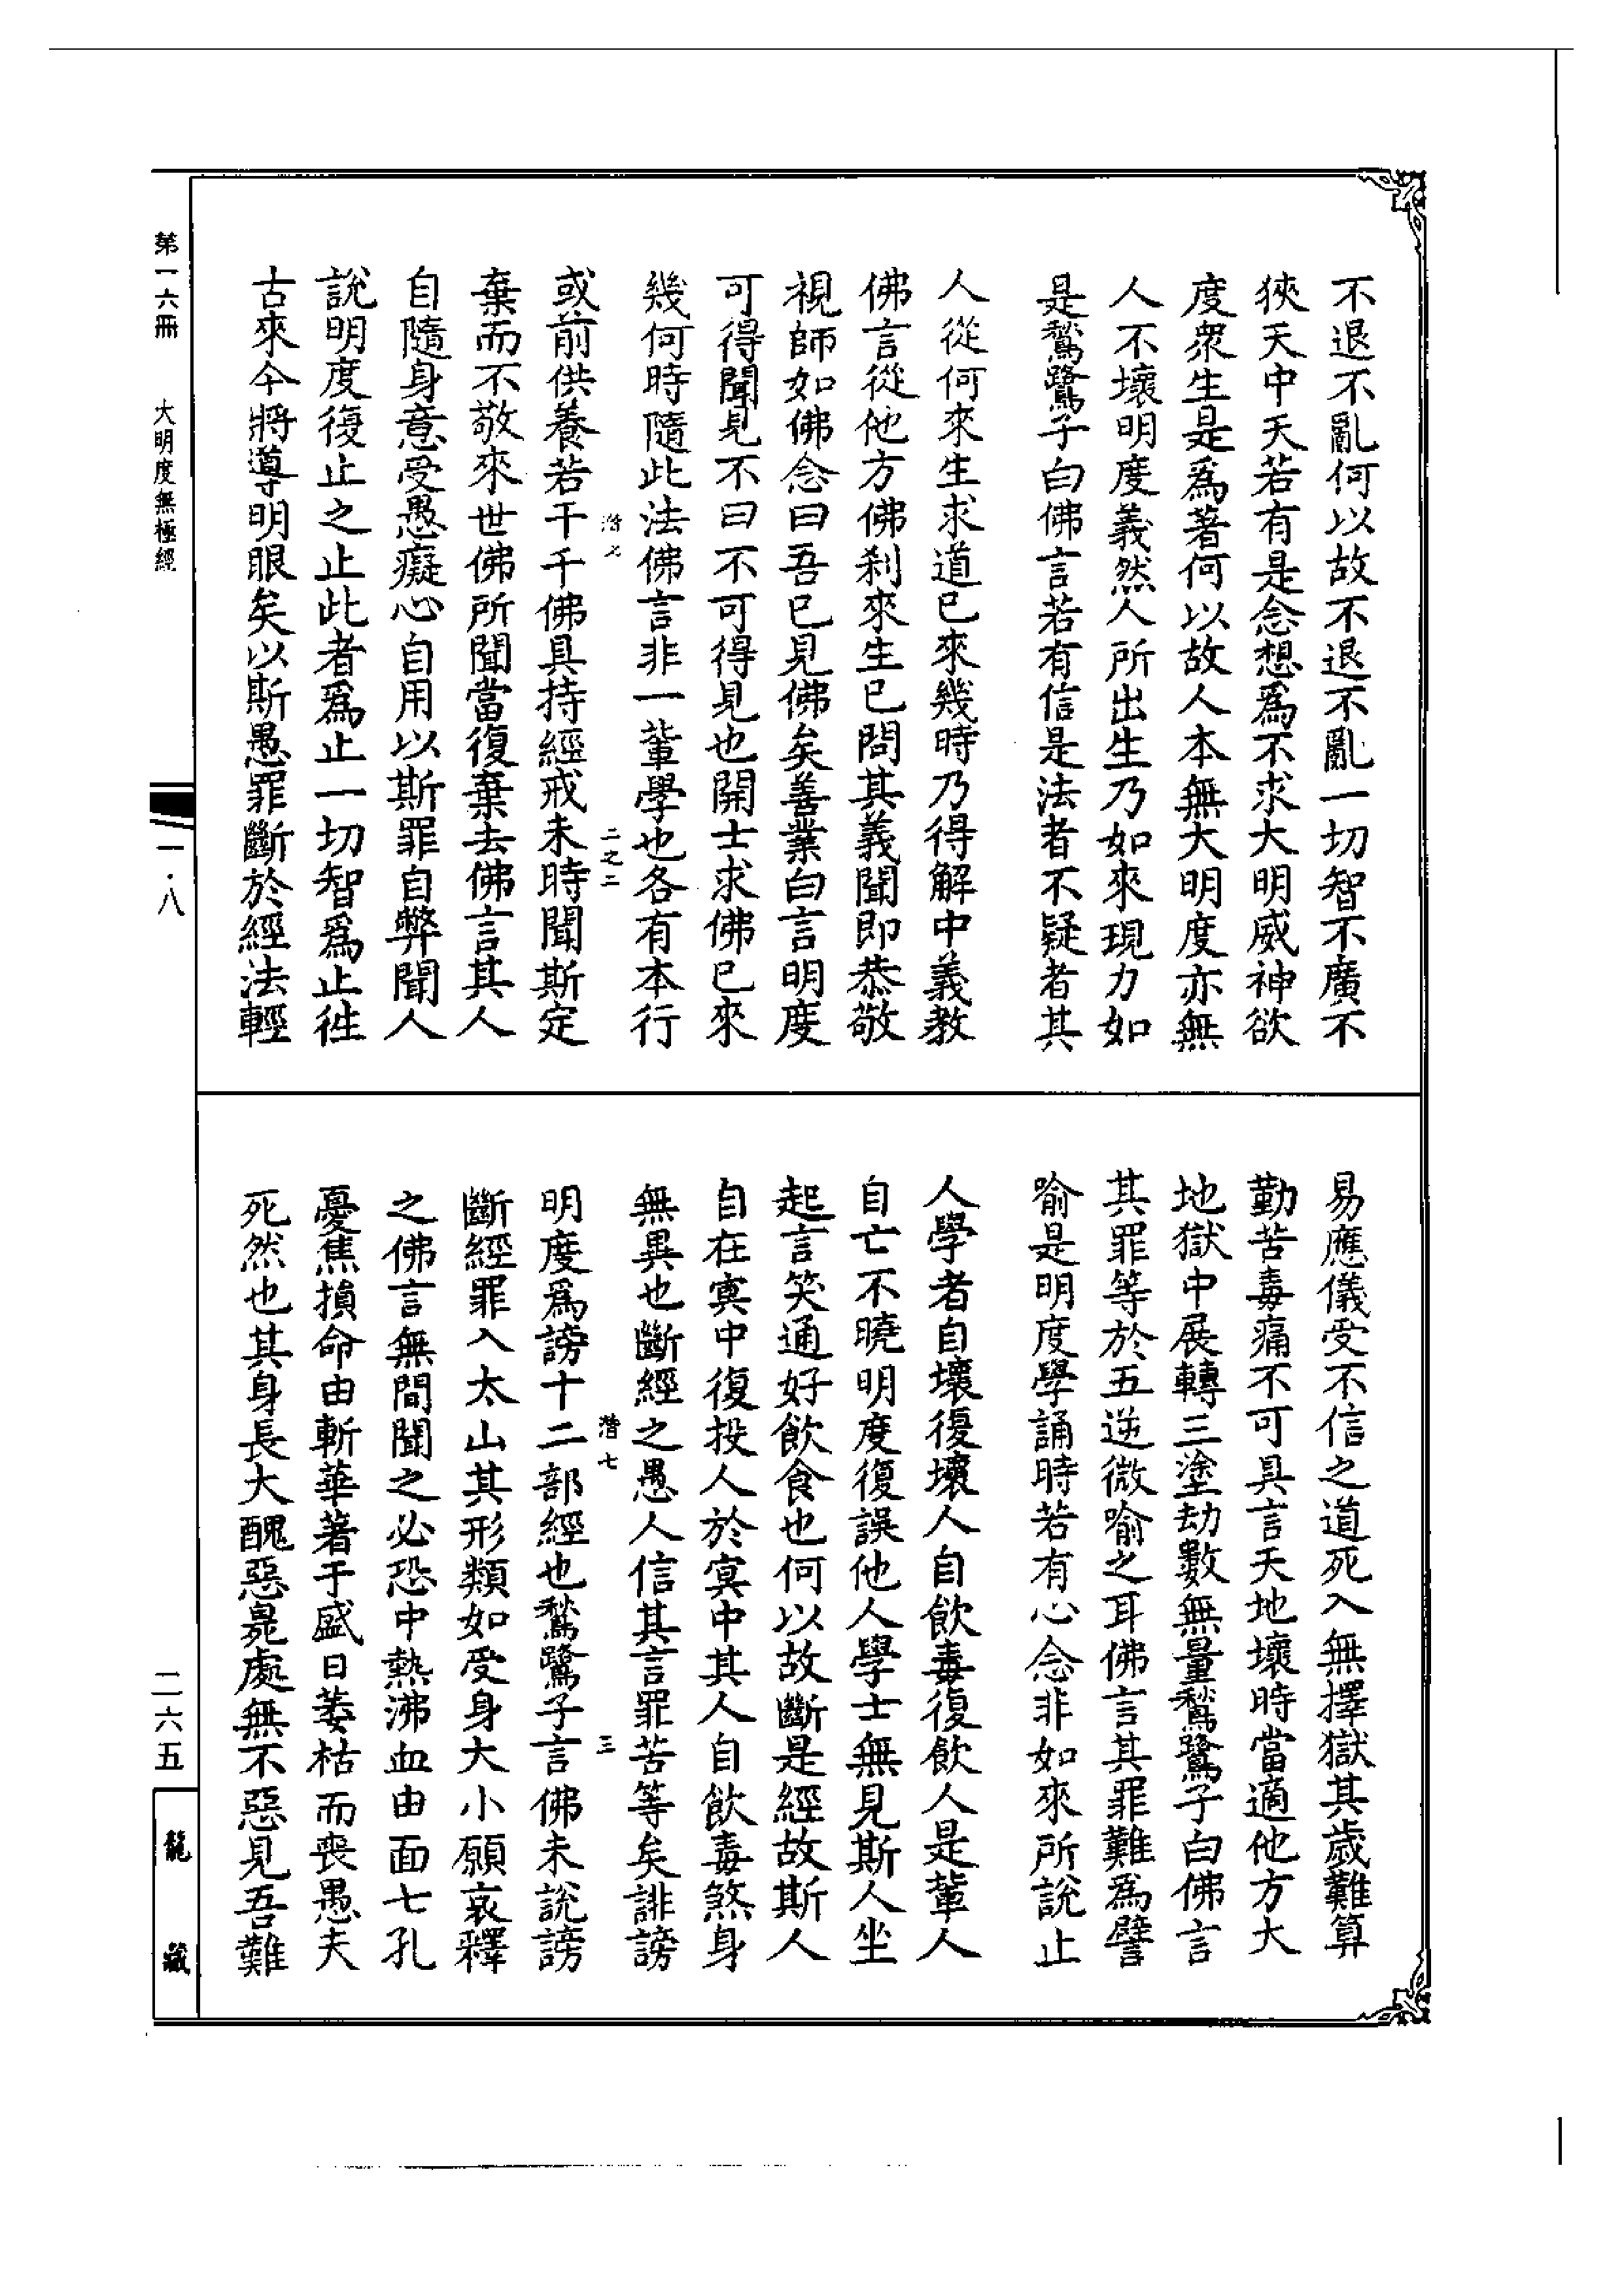 不退不亂何以故不退不亂一切智不廣不
狹天中天若有是念想爲不求大明威神欲
度衆生是爲著何以故人本無大明度亦無
人不壞明度義然人所出生乃如來現力如
是鶖鷺子白佛言若有信是法者不疑者其
人從何來生求道已來幾時乃得解中義教
佛言從他方佛刹來生已問其義聞即恭敬
視師如佛念曰吾已見佛矣善業白言明度
可得聞見不曰不可得見也開士求佛已來
幾何時隨此法佛言非一輩學也各有本行
潛七
二之二
或前供養若干千佛具持經戒未時聞斯定
棄而不敬來世佛所聞當復棄去佛言其人
自隨身意受愚癡心自用以斯罪自弊聞人
說明度復止之止此者爲止一切智爲止徃
古來今將導明眼矣以斯愚罪斷於經法輕
易應儀受不信之道死入無擇獄其歲難算
勤苦毒痛不可具言天地壞時當適他方大
地獄中展轉三塗劫數無量鶖鷺子白佛言
其罪等於五逆微喻之耳佛言其罪難爲譬
喻是明度學誦時若有心念非如來所說止
人學者自壞復壞人自飲毒復飲人是輩人
自亡不曉明度復誤他人學士無見斯人坐
起言笑通好飲食也何以故斷是經故斯人
自在㝠中復投人於㝠中其人自飲毒煞身
無異也斷經之愚人信其言罪苦等矣誹謗
潛七
三
明度爲謗十二部經也鶖鷺子言佛未說謗
斷經罪入太山其形類如受身大小願哀釋
之佛言無間聞之必恐中熱沸血由面七孔
憂焦損命由斬華著于盛日萎枯而喪愚夫
死然也其身長大醜惡臰處無不惡見吾難
第一六冊
大明度無極經
一·八
二六五
龍藏